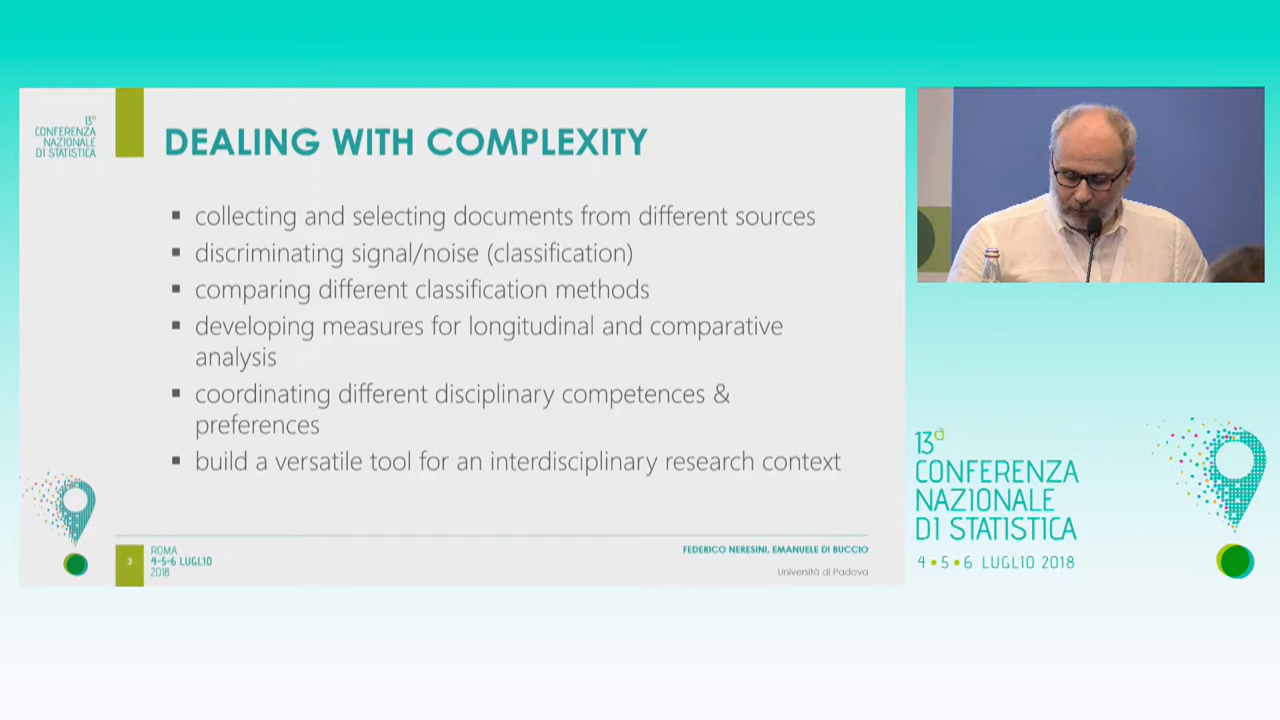 13ª
CONFERENZA
NAZIONALE
DI STATISTICA
DEALING WITH COMPLEXITY
▪ collecting and selecting documents from different sources
▪ discriminating signal/noise (classification)
▪ comparing different classification methods
▪ developing measures for longitudinal and comparative
analysis
▪ coordinating different disciplinary competences &
preferences
▪ build a versatile tool for an interdisciplinary research context
3
ROMA
4-5-6 LUGLIO
2018
FEDERICO NERESINI, EMANUELE DI BUCCIO
Università di Padova
13ª
CONFERENZA
NAZIONALE
DI STATISTICA
4•5•6 LUGLIO 2018